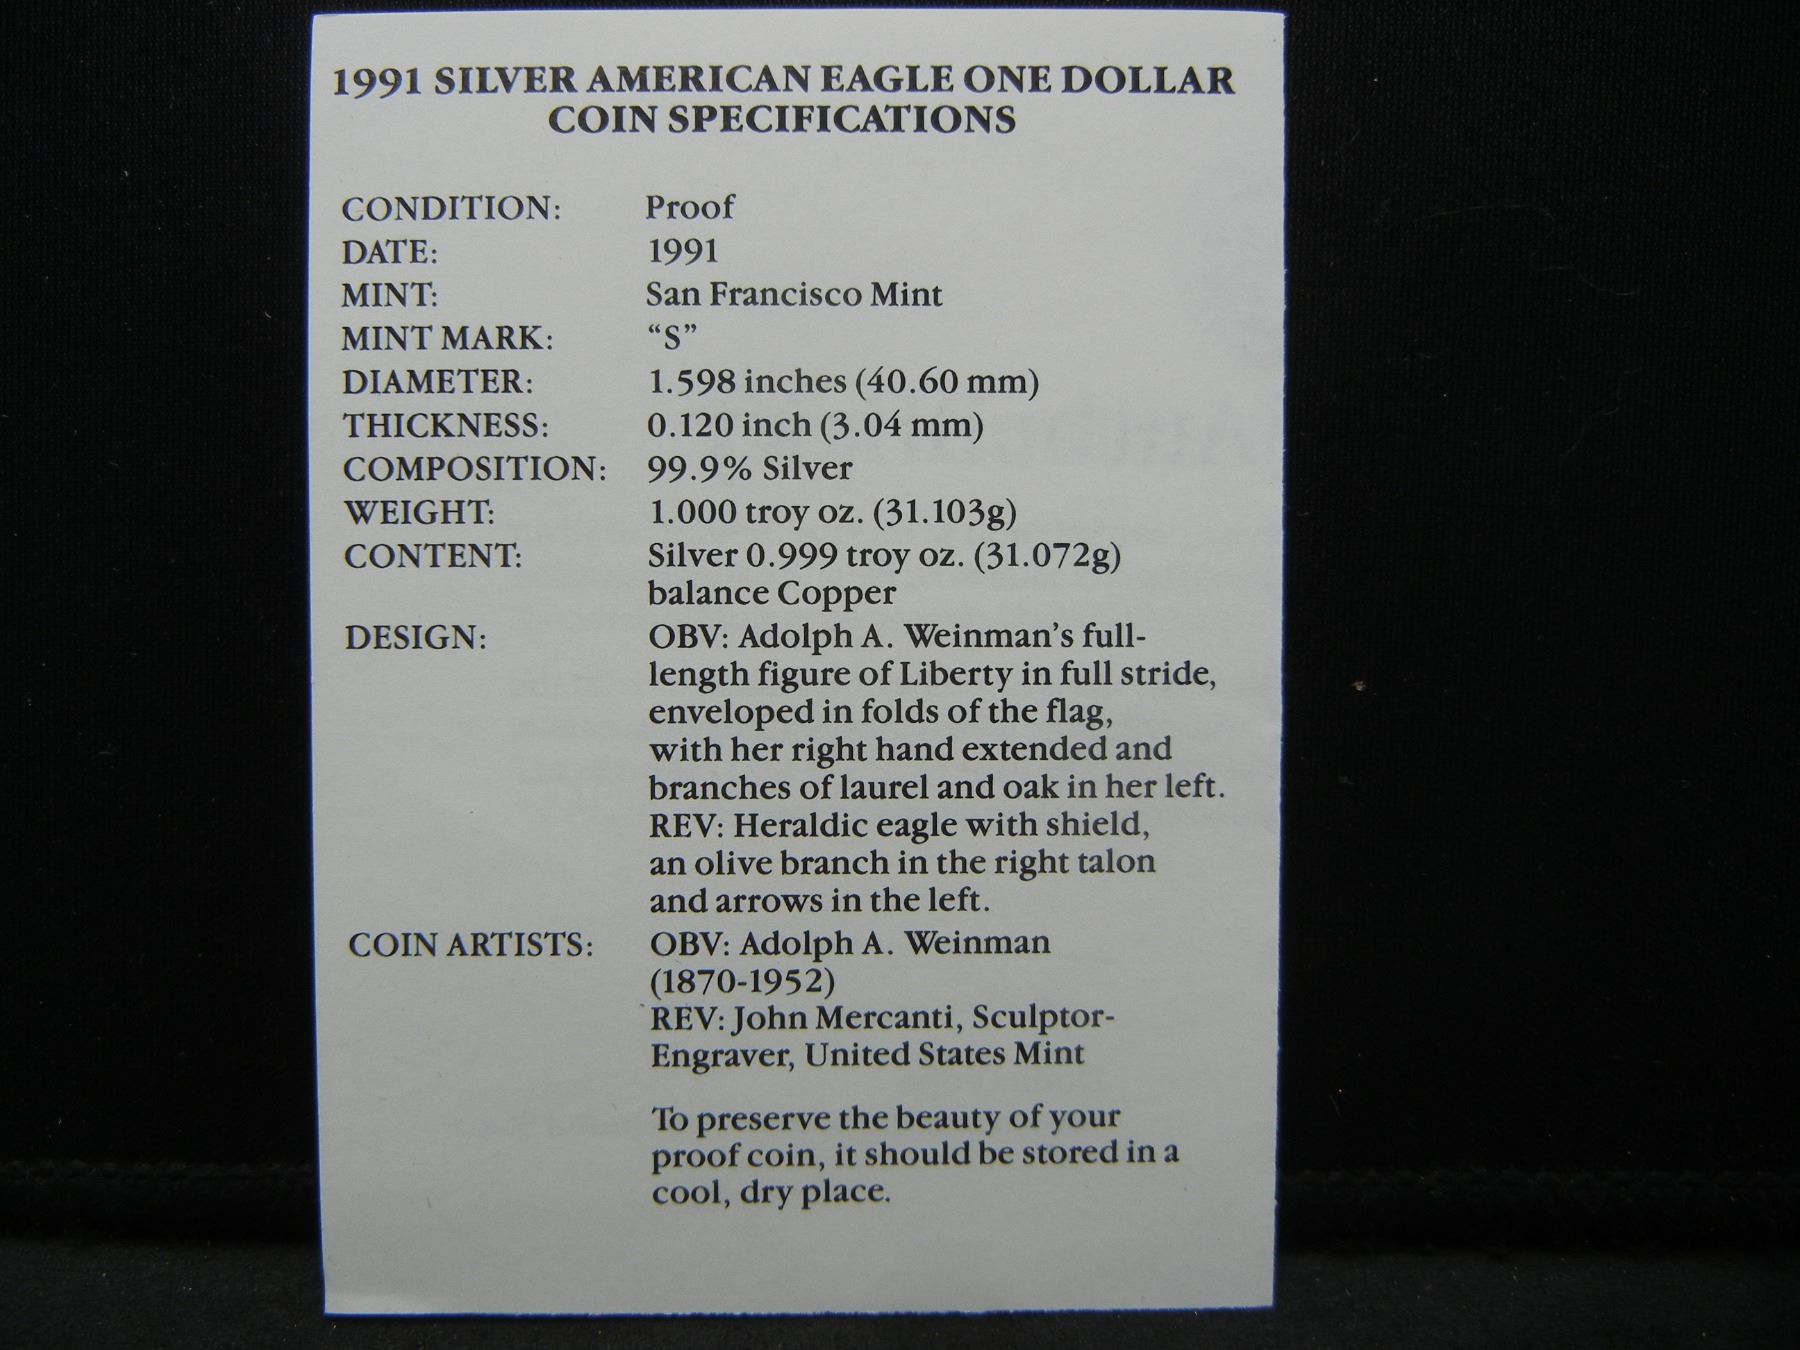 1991 SILVER AMERICAN EAGLE ONE DOLLAR
COIN SPECIFICATIONS
CONDITION: Proof
DATE: 1991
MINT: San Francisco Mint
MINT MARK: “S”
DIAMETER: 1.598 inches (40.60 mm)
THICKNESS: 0.120 inch (3.04 mm)
COMPOSITION: 99.9% Silver
WEIGHT: 1.000 troy oz. (31.103g)
CONTENT: Silver 0.999 troy oz. (31.072g)
balance Copper
DESIGN: OBV: Adolph A. Weinman’s full-
length figure of Liberty in full stride,
enveloped in folds of the flag,
with her right hand extended and
branches of laurel and oak in her left.
REV: Heraldic eagle with shield,
an olive branch in the right talon
and arrows in the left.
COIN ARTISTS: OBV: Adolph A. Weinman
(1870-1952)
REV: John Mercanti, Sculptor-
Engraver, United States Mint
To preserve the beauty of your
proof coin, it should be stored in a
cool, dry place.